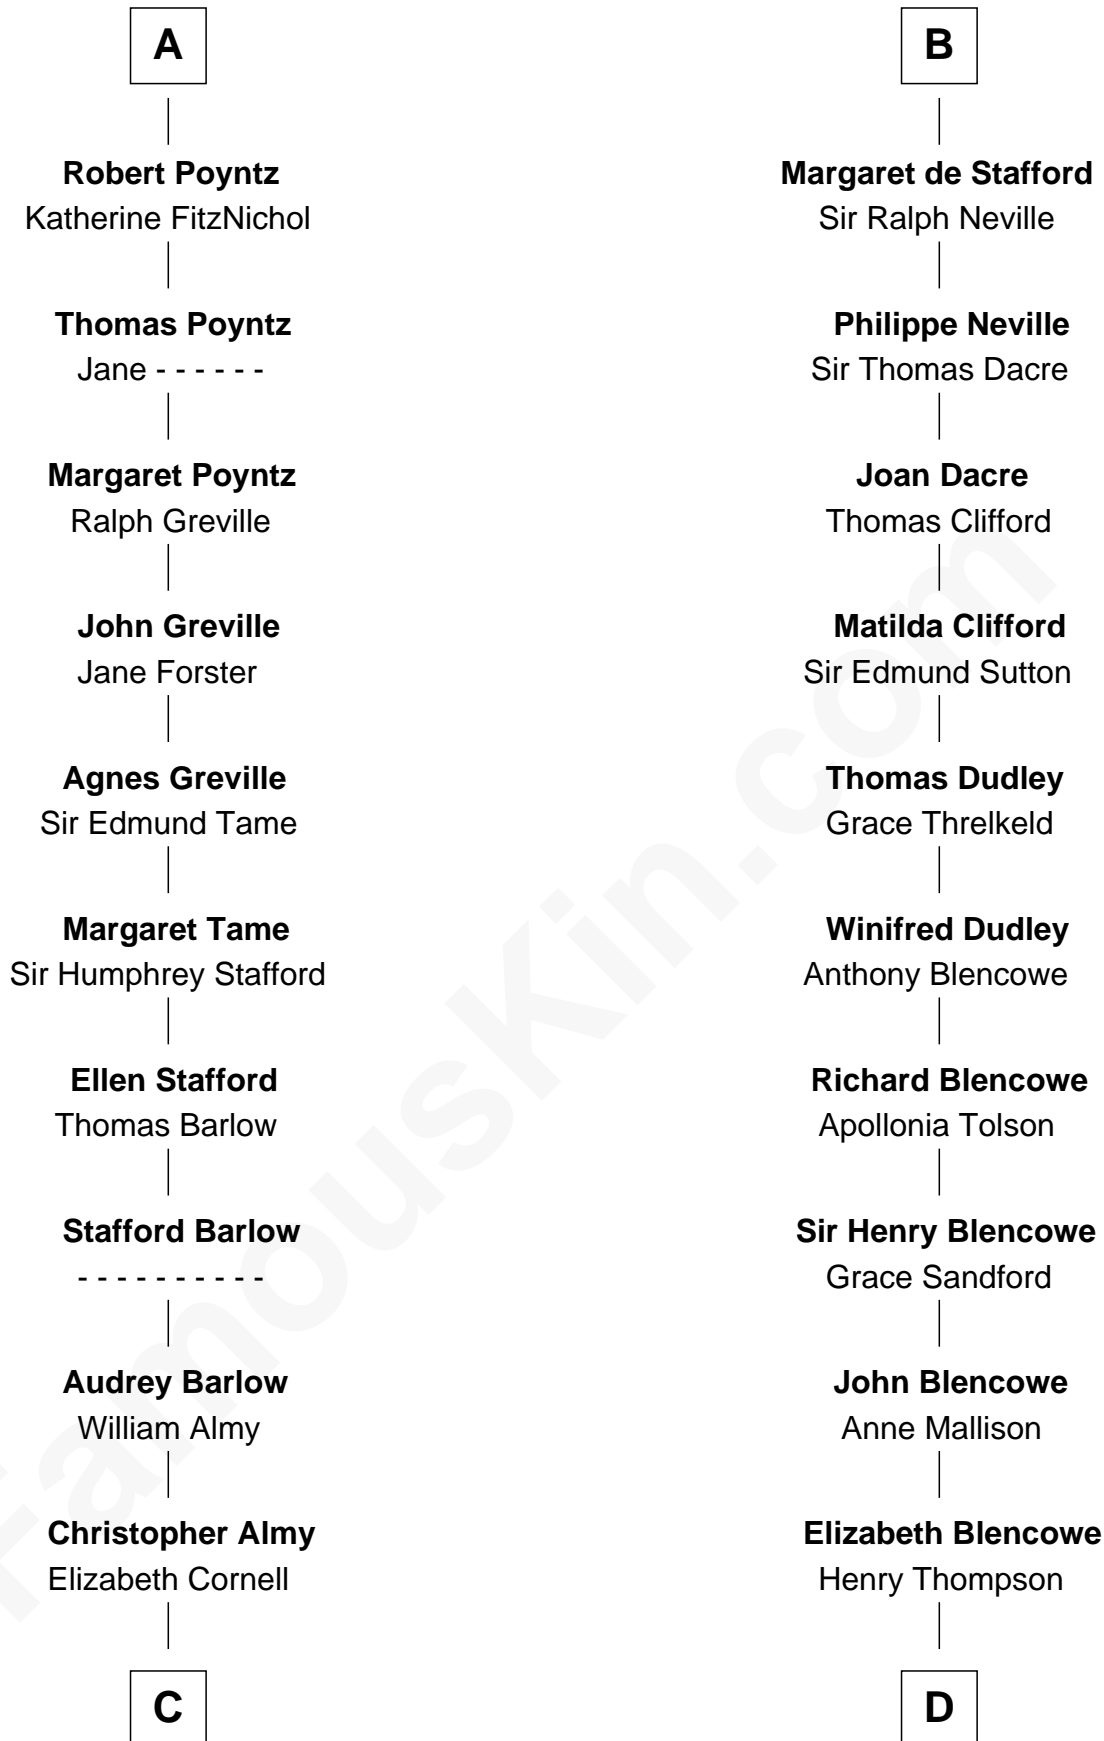 A
Robert Poyntz
Katherine FitzNichol
Thomas Poyntz
Jane - - - - - -
Margaret Poyntz
Ralph Greville
John Greville
Jane Forster
Agnes Greville
Sir Edmund Tame
Margaret Tame
Sir Humphrey Stafford
Ellen Stafford
Thomas Barlow
Stafford Barlow
- - - - - - - - - -
Audrey Barlow
William Almy
Christopher Almy
Elizabeth Cornell
C
B
Margaret de Stafford
Sir Ralph Neville
Philippe Neville
Sir Thomas Dacre
Joan Dacre
Thomas Clifford
Matilda Clifford
Sir Edmund Sutton
Thomas Dudley
Grace Threlkeld
Winifred Dudley
Anthony Blencowe
Richard Blencowe
Apollonia Tolson
Sir Henry Blencowe
Grace Sandford
John Blencowe
Anne Mallison
Elizabeth Blencowe
Henry Thompson
D
FamousKin.com